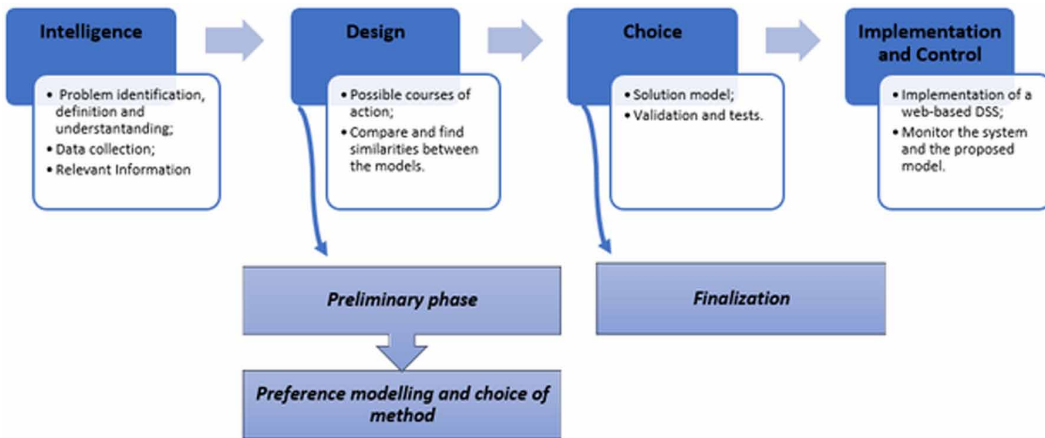 Intelligence
• Problem identification,
definition and
understantanding;
• Data collection;
• Relevant Information
Design
• Possible courses of
action;
• Compare and find
similarities between
the models.
Choice
• Solution model;
• Validation and tests.
Implementation
and Control
• Implementation of a
web-based DSS;
• Monitor the system
and the proposed
model.
Preliminary phase
Finalization
Preference modelling and choice of
method